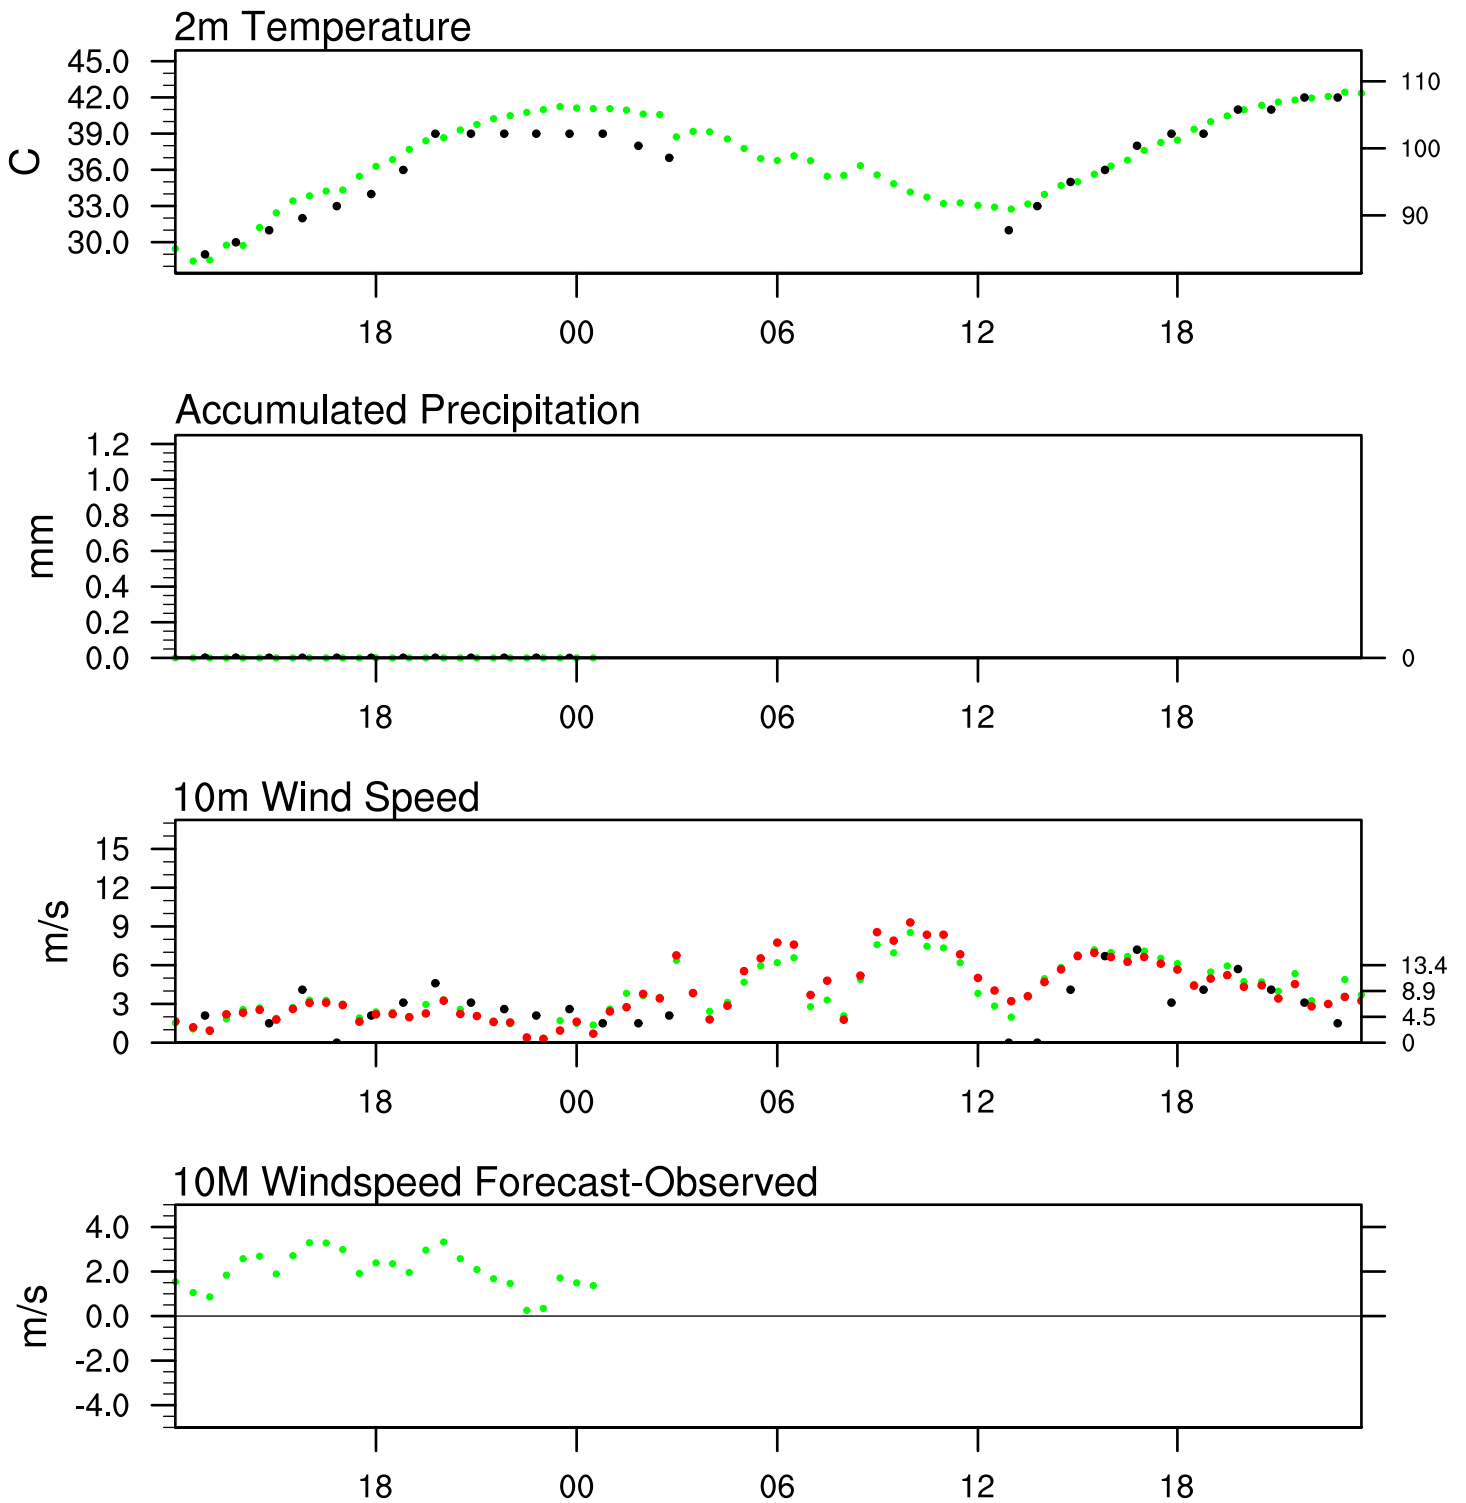 2m Temperature
45.0
42.0
39.0
36.0
33.0
30.0
C
110
100
90
18 00 06 12 18
Accumulated Precipitation
1.2
1.0
0.8
0.6
0.4
0.2
0.0
mm
0
18 00 06 12 18
10m Wind Speed
15
12
9
6
3
0
m/s
13.4
8.9
4.5
0
18 00 06 12 18
10M Windspeed Forecast-Observed
4.0
2.0
0.0
-2.0
-4.0
m/s
18 00 06 12 18